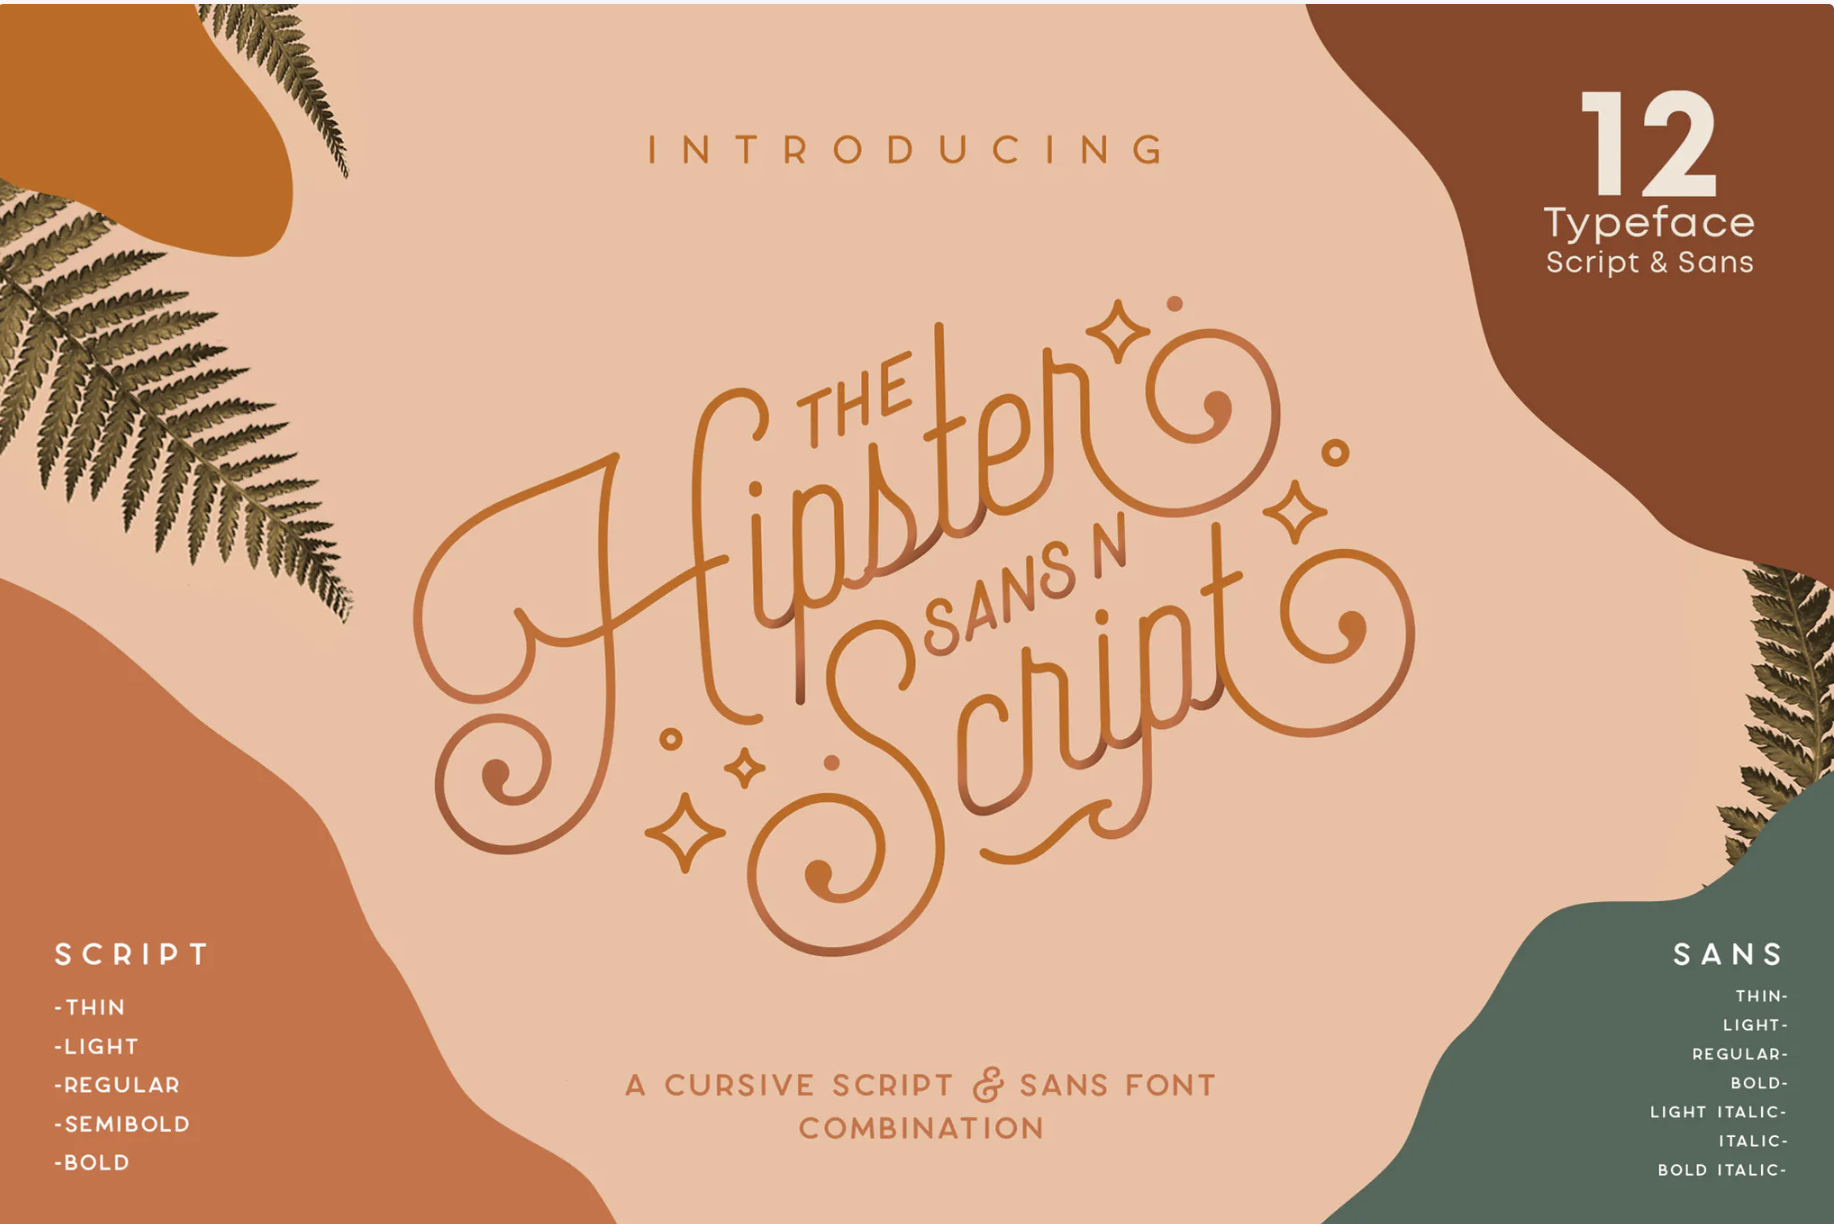 INTRODUCING
12
Typeface
Script & Sans
THE
Hipster
SANS N
Script
SCRIPT
-THIN
-LIGHT
-REGULAR
-SEMIBOLD
-BOLD
A CURSIVE SCRIPT & SANS FONT
COMBINATION
SANS
THIN-
LIGHT-
REGULAR-
BOLD-
LIGHT ITALIC-
ITALIC-
BOLD ITALIC-